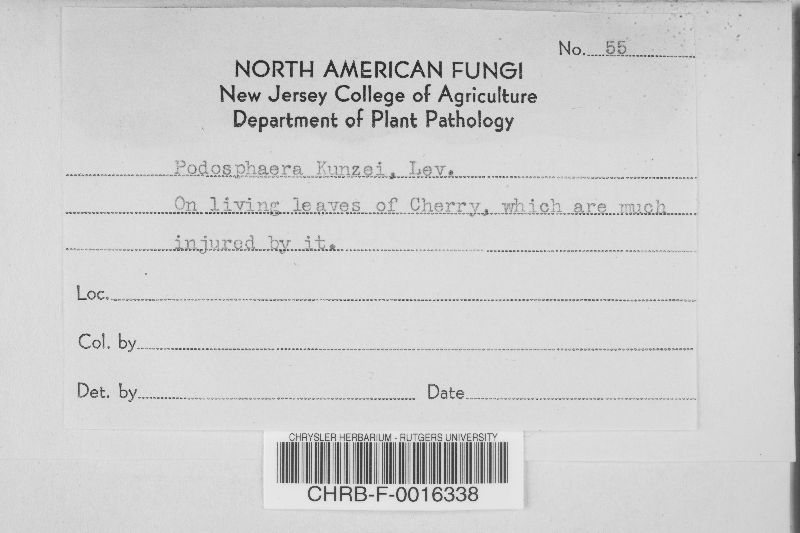 No. 55
NORTH AMERICAN FUNGI
New Jersey College of Agriculture
Department of Plant Pathology
Podosphaera Kunzei, Lev.
On living leaves of Cherry, which are much
injured by it.
Loc.
Col. by
Det. by Date
CHRYSLER HERBARIUM - RUTGERS UNIVERSITY
CHRB-F-0016338